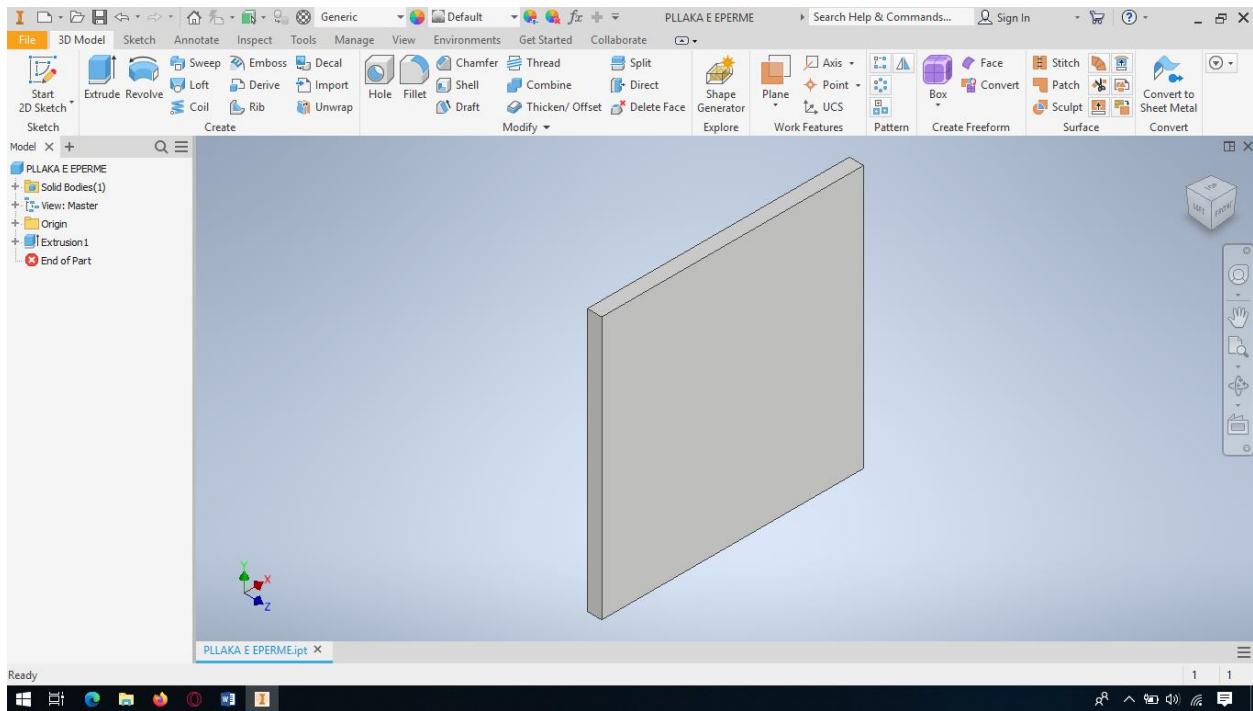 Generic Default fx PLLAKA E EPERME Search Help & Commands... Sign In
File 3D Model Sketch Annotate Inspect Tools Manage View Environments Get Started Collaborate
Start
2D Sketch
Extrude Revolve
Sweep Emboss Decal
Loft Derive Import
Coil Rib Unwrap
Hole Fillet
Chamfer Thread Split
Shell Combine Direct
Draft Thicken/ Offset Delete Face
Shape
Generator
Plane
Axis
Point
UCS
Box
Face
Convert
Stitch
Patch
Sculpt
Convert to
Sheet Metal
Sketch Create Modify Explore Work Features Pattern Create Freeform Surface Convert
Model
PLLAKA E EPERME
Solid Bodies(1)
View: Master
Origin
Extrusion1
End of Part
TOP
LEFT FRONT
Y
X
Z
PLLAKA E EPERME.ipt
Ready 1 1